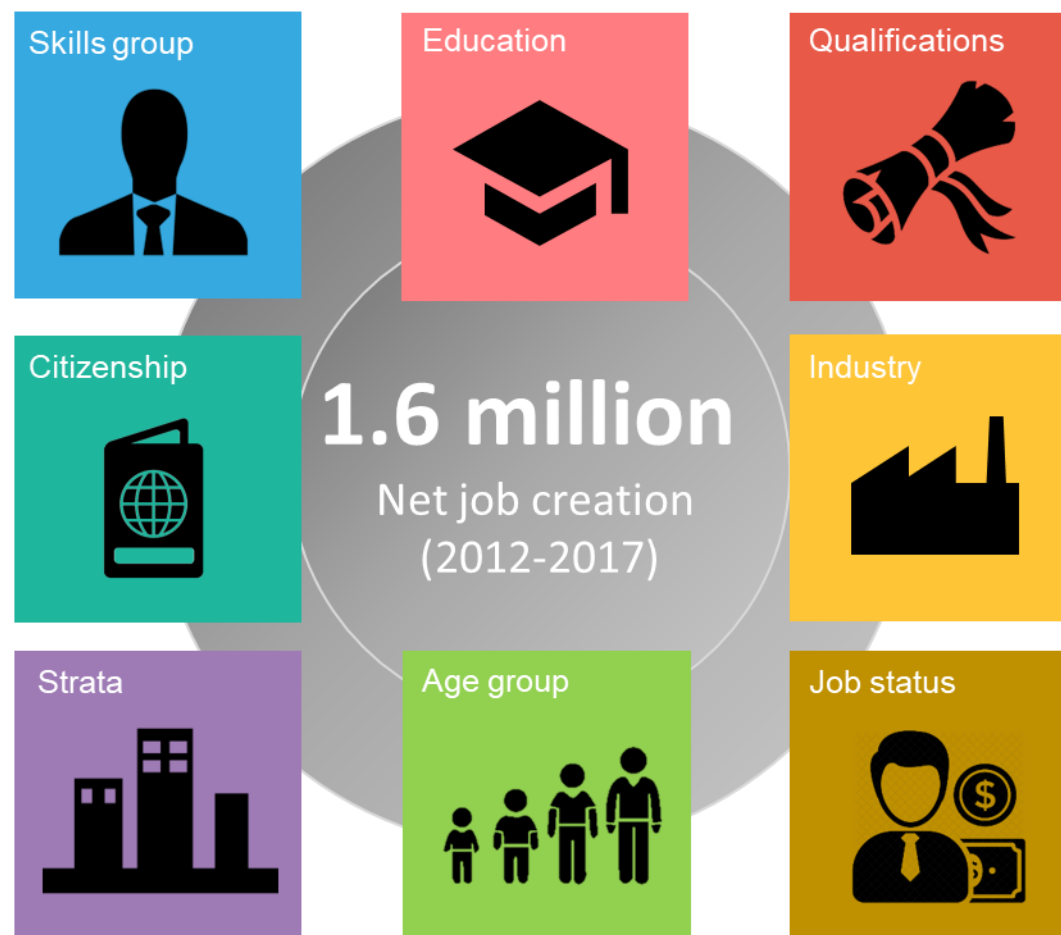 Skills group
Education
Qualifications
Citizenship
1.6 million
Net job creation
(2012-2017)
Industry
Strata
Age group
Job status
$